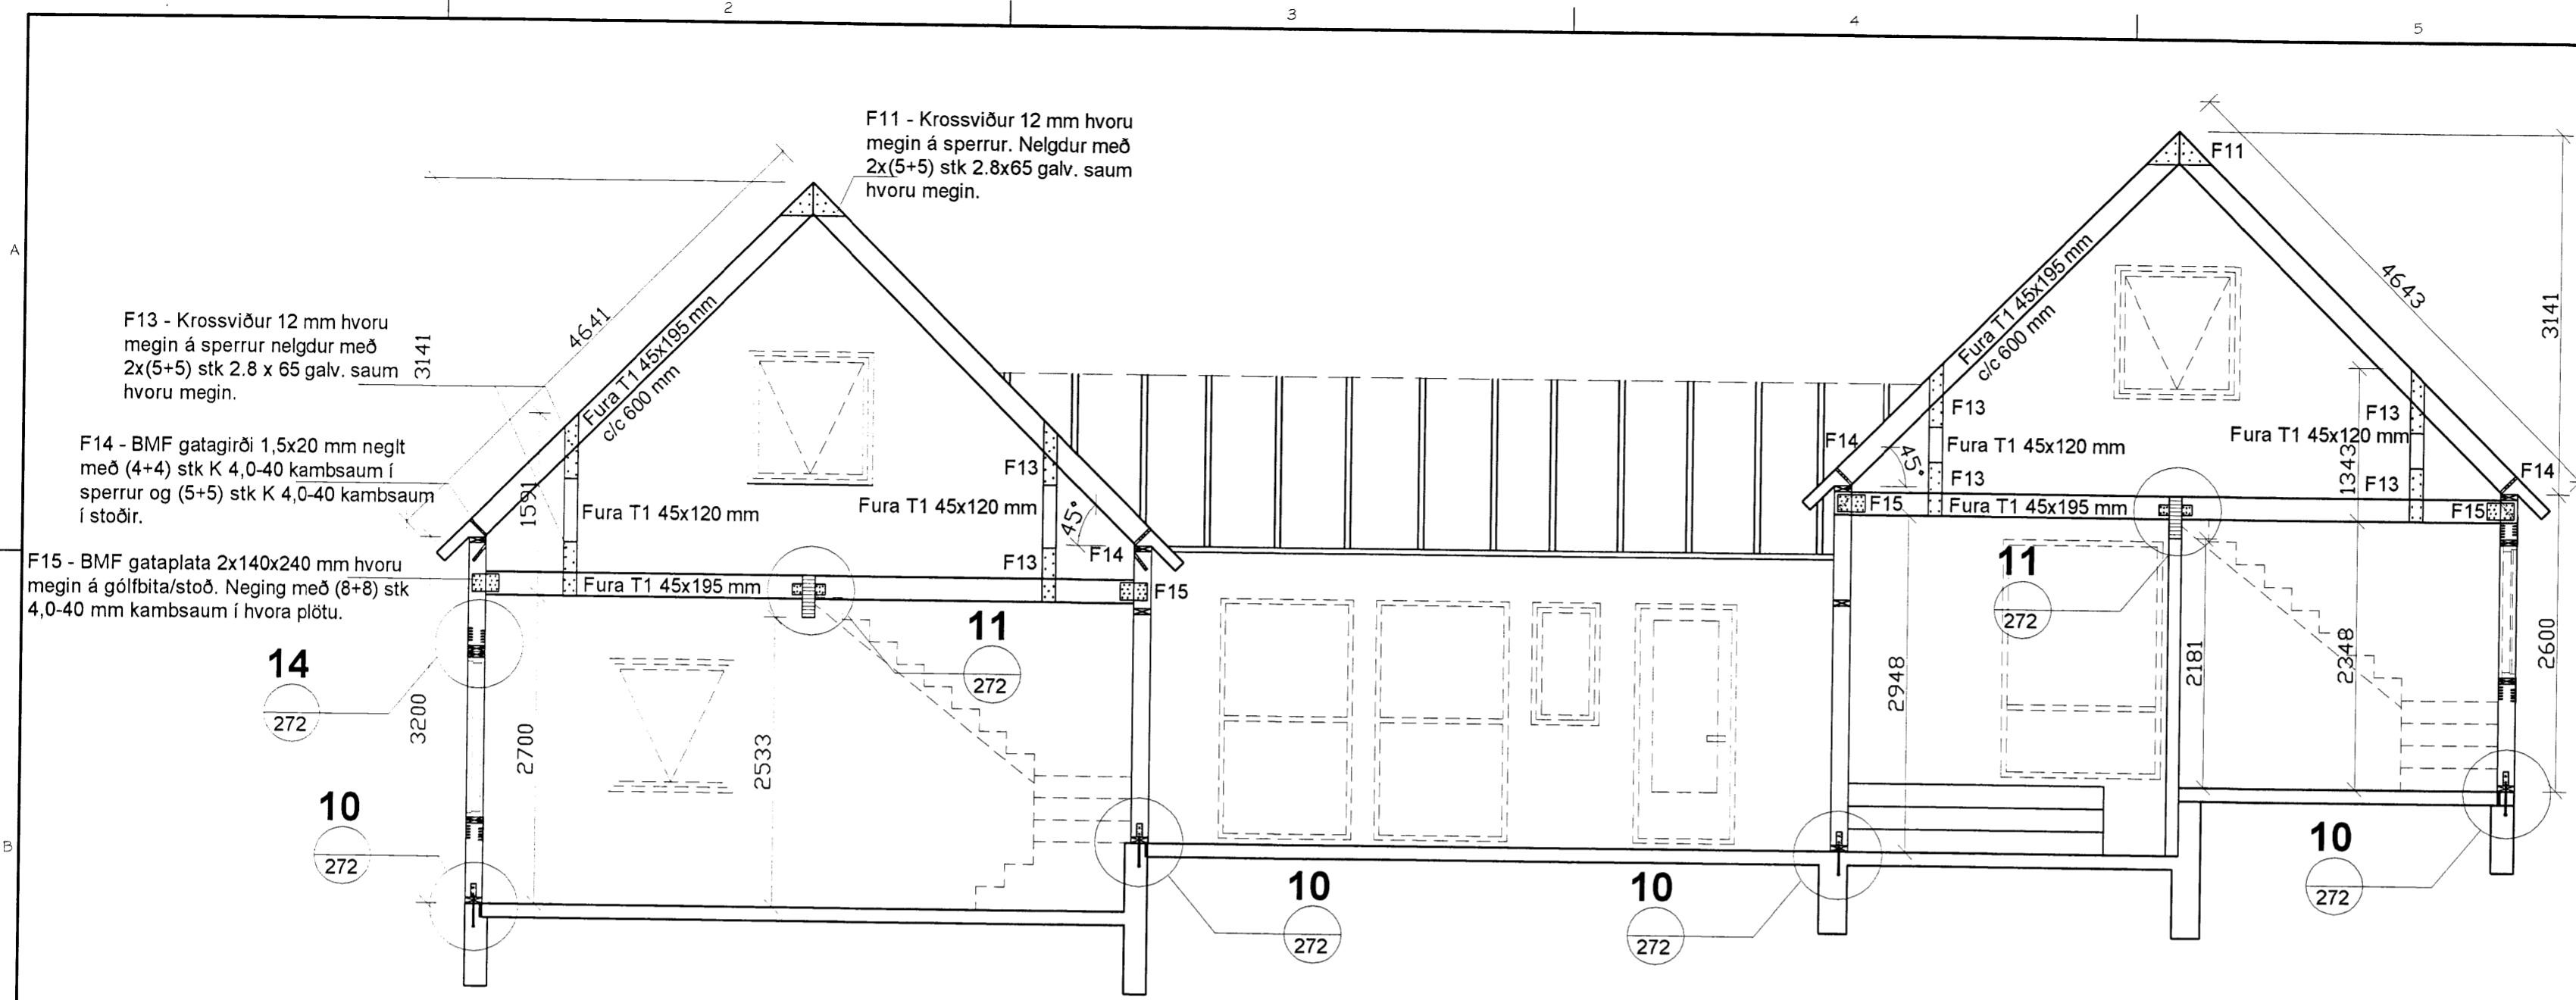 2
3
4
5
A
B
F11 - Krossviður 12 mm hvoru
megin á sperrur. Nelgdur með
2x(5+5) stk 2.8x65 galv. saum
hvoru megin.
F13 - Krossviður 12 mm hvoru
megin á sperrur nelgdur með
2x(5+5) stk 2.8 x 65 galv. saum
hvoru megin.
F14 - BMF gatagirði 1,5x20 mm neglt
með (4+4) stk K 4,0-40 kambsaum í
sperrur og (5+5) stk K 4,0-40 kambsaum
í stoðir.
F15 - BMF gataplata 2x140x240 mm hvoru
megin á gólfbita/stoð. Neging með (8+8) stk
4,0-40 mm kambsaum í hvora plötu.
3141
4641
Fura T1 45x195 mm
c/c 600 mm
1591
Fura T1 45x120 mm
F13
Fura T1 45x120 mm
45°
F14
F13
Fura T1 45x195 mm
F15
14
272
3200
2700
2533
11
272
10
272
10
272
10
272
F11
4643
3141
Fura T1 45x195 mm
c/c 600 mm
F14
45°
F13
Fura T1 45x120 mm
F13
F13
Fura T1 45x120 mm
1343
F13
F14
F15
Fura T1 45x195 mm
F15
11
272
2948
2181
2348
2600
10
272